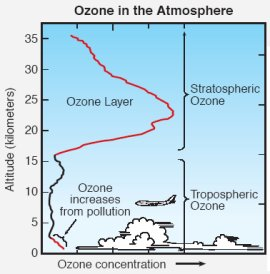 Ozone in the Atmosphere
35
30
25
20
15
10
5
0
Altitude (kilometers)
Ozone Layer
Stratospheric
Ozone
Ozone
increases
from pollution
Tropospheric
Ozone
Ozone concentration